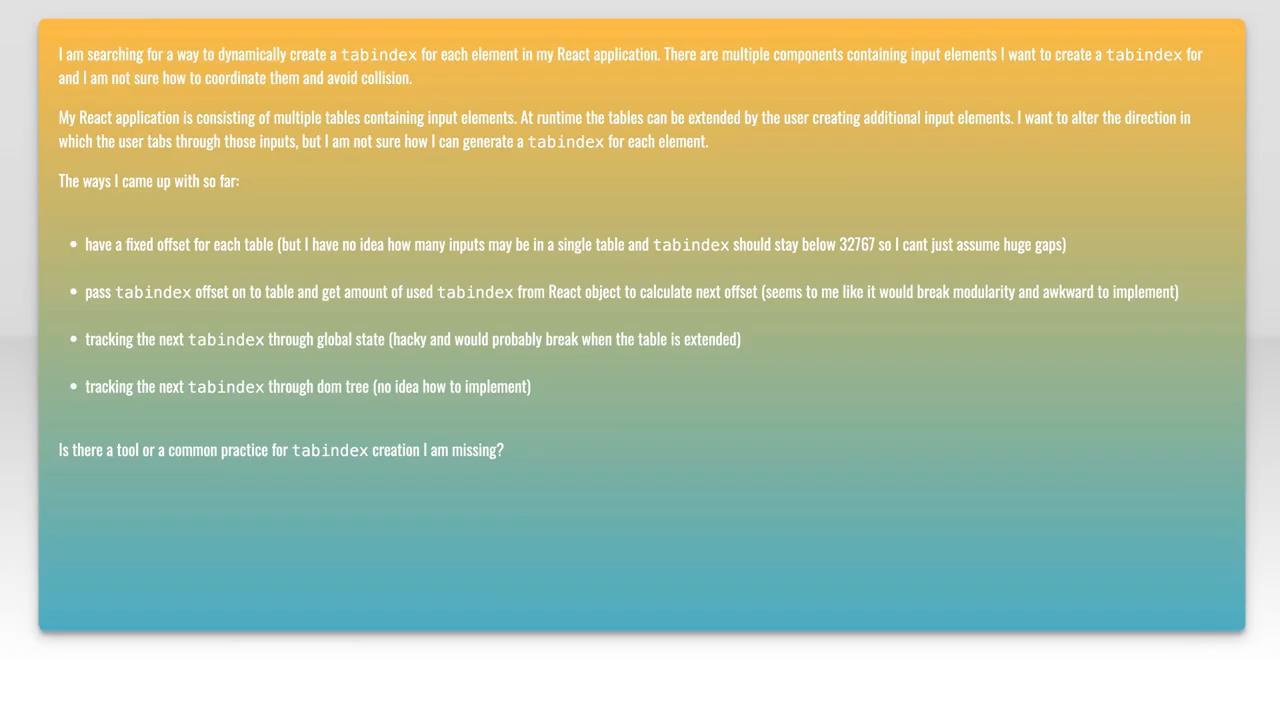 I am searching for a way to dynamically create a tabindex for each element in my React application. There are multiple components containing input elements I want to create a tabindex for
and I am not sure how to coordinate them and avoid collision.
My React application is consisting of multiple tables containing input elements. At runtime the tables can be extended by the user creating additional input elements. I want to alter the direction in
which the user tabs through those inputs, but I am not sure how I can generate a tabindex for each element.
The ways I came up with so far:
• have a fixed offset for each table (but I have no idea how many inputs may be in a single table and tabindex should stay below 32767 so I cant just assume huge gaps)
• pass tabindex offset on to table and get amount of used tabindex from React object to calculate next offset (seems to me like it would break modularity and awkward to implement)
• tracking the next tabindex through global state (hacky and would probably break when the table is extended)
• tracking the next tabindex through dom tree (no idea how to implement)
Is there a tool or a common practice for tabindex creation I am missing?